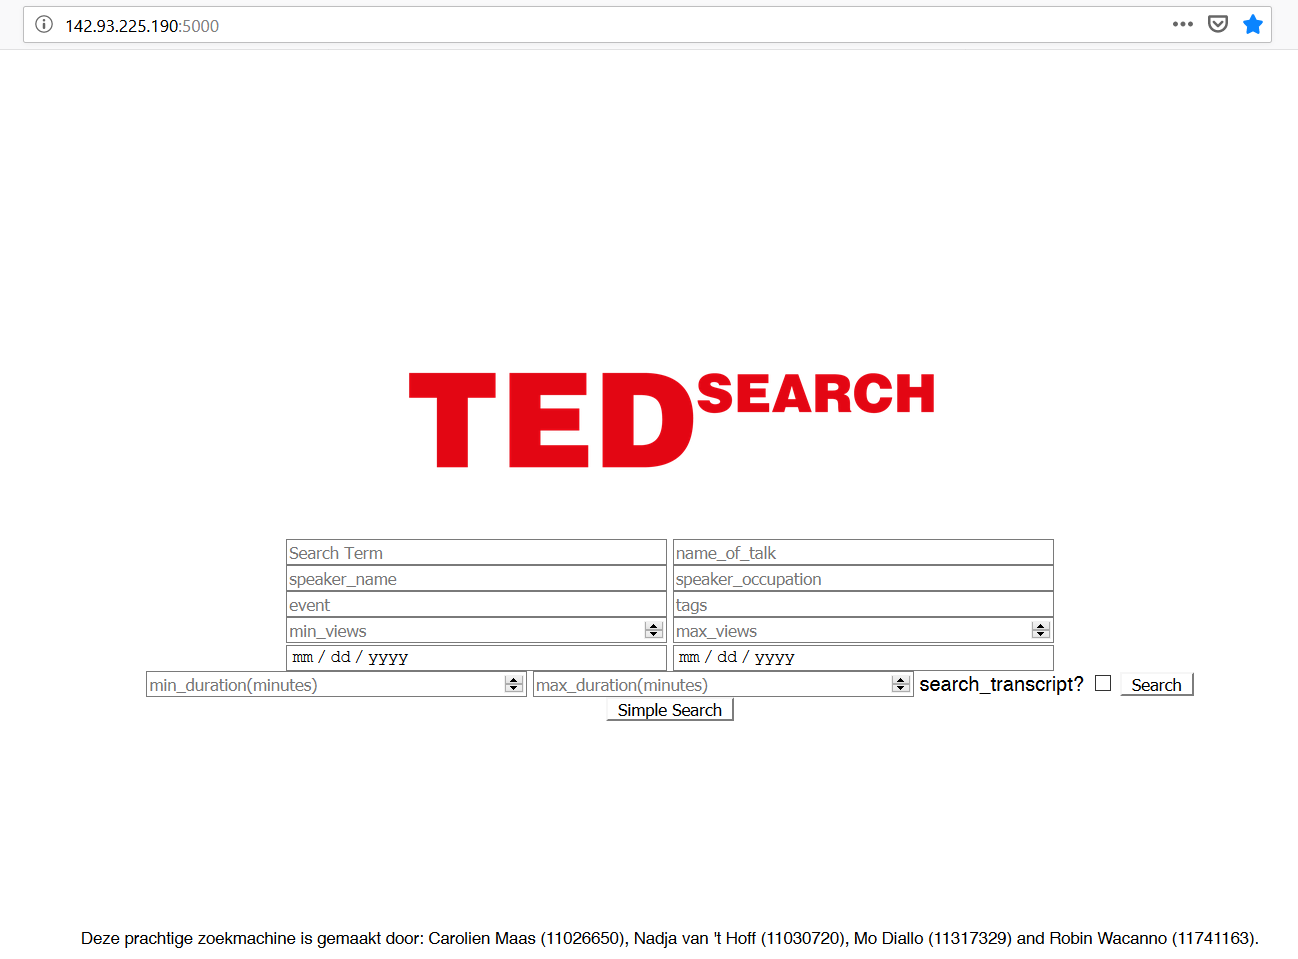 142.93.225.190:5000
TEDSEARCH
Search Term name_of_talk
speaker_name speaker_occupation
event tags
min_views max_views
mm / dd / yyyy mm / dd / yyyy
min_duration(minutes) max_duration(minutes) search_transcript? Search
Simple Search
Deze prachtige zoekmachine is gemaakt door: Carolien Maas (11026650), Nadja van 't Hoff (11030720), Mo Diallo (11317329) and Robin Wacanno (11741163).